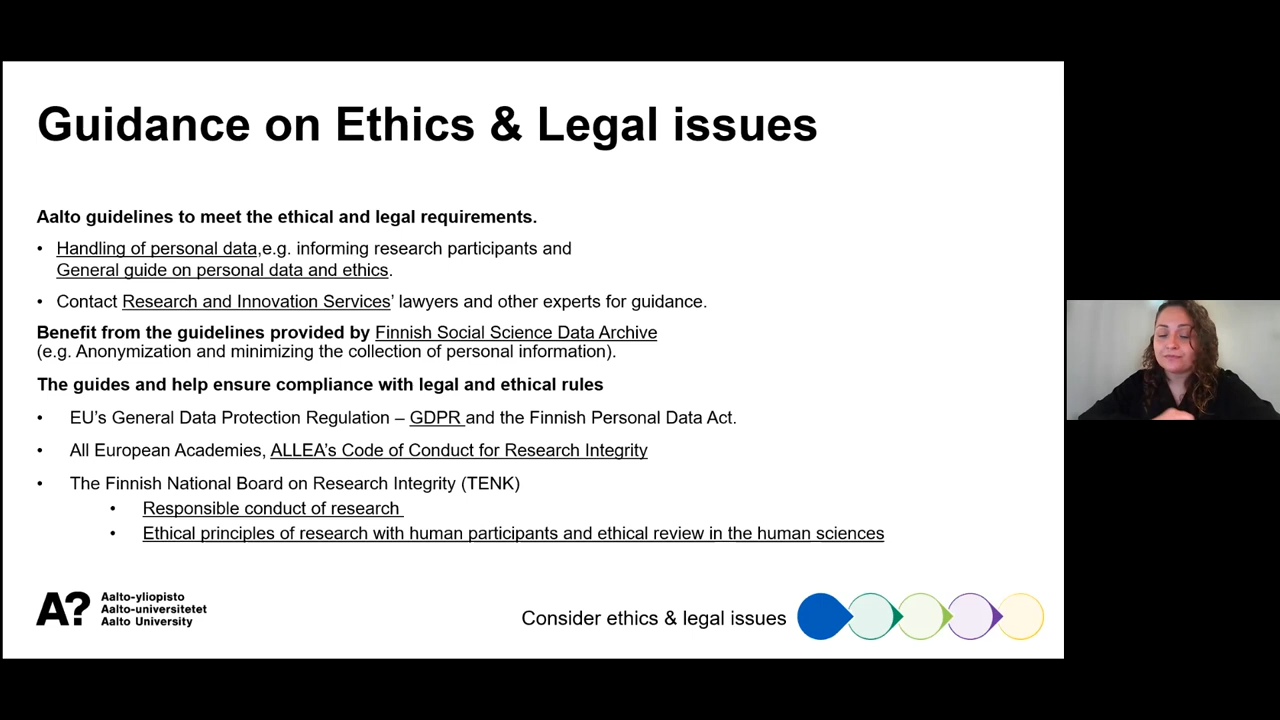 Guidance on Ethics & Legal issues
Aalto guidelines to meet the ethical and legal requirements.
• Handling of personal data,e.g. informing research participants and
General guide on personal data and ethics.
• Contact Research and Innovation Services' lawyers and other experts for guidance.
Benefit from the guidelines provided by Finnish Social Science Data Archive
(e.g. Anonymization and minimizing the collection of personal information).
The guides and help ensure compliance with legal and ethical rules
• EU's General Data Protection Regulation – GDPR and the Finnish Personal Data Act.
• All European Academies, ALLEA's Code of Conduct for Research Integrity
• The Finnish National Board on Research Integrity (TENK)
• Responsible conduct of research
• Ethical principles of research with human participants and ethical review in the human sciences
A?
Aalto-yliopisto
Aalto-universitetet
Aalto University
Consider ethics & legal issues